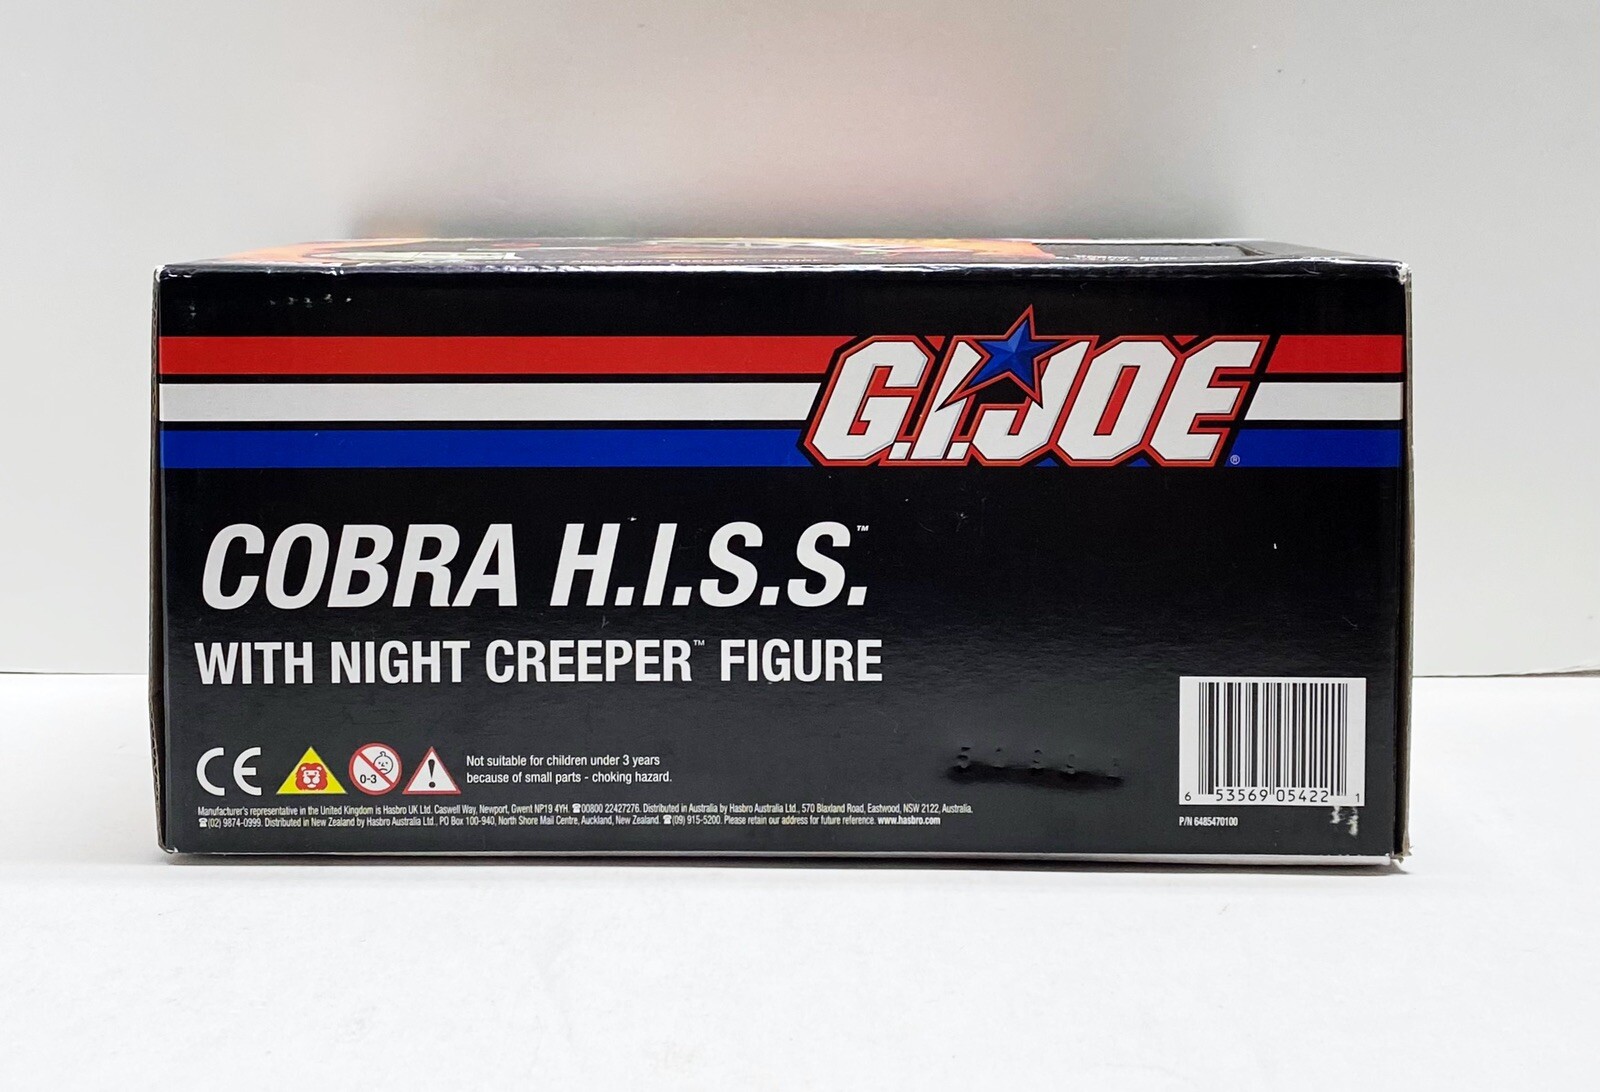 G.I.JOE®
COBRA H.I.S.S.™
WITH NIGHT CREEPER™ FIGURE
CE
0-3
Not suitable for children under 3 years
because of small parts - choking hazard.
Manufacturer's representative in the United Kingdom is Hasbro UK Ltd. Caswell Way, Newport, Gwent NP19 4YH. ☎00800 22427276. Distributed in Australia by Hasbro Australia Ltd., 570 Blaxland Road, Eastwood, NSW 2122, Australia.
☎(02) 9874-0999. Distributed in New Zealand by Hasbro Australia Ltd., PO Box 100-940, North Shore Mail Centre, Auckland, New Zealand. ☎(09) 915-5200. Please retain our address for future reference. www.hasbro.com
6 53569 05422 1
P/N 6485470100